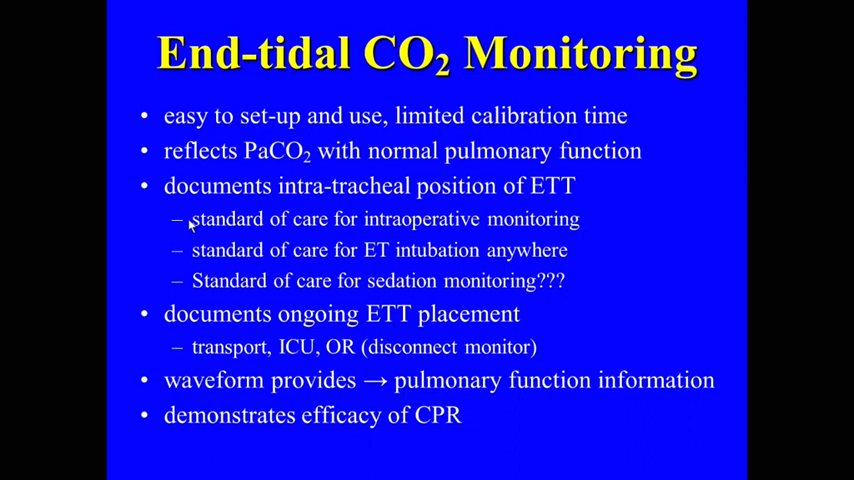 End-tidal CO₂ Monitoring
• easy to set-up and use, limited calibration time
• reflects PaCO₂ with normal pulmonary function
• documents intra-tracheal position of ETT
– standard of care for intraoperative monitoring
– standard of care for ET intubation anywhere
– Standard of care for sedation monitoring???
• documents ongoing ETT placement
– transport, ICU, OR (disconnect monitor)
• waveform provides → pulmonary function information
• demonstrates efficacy of CPR